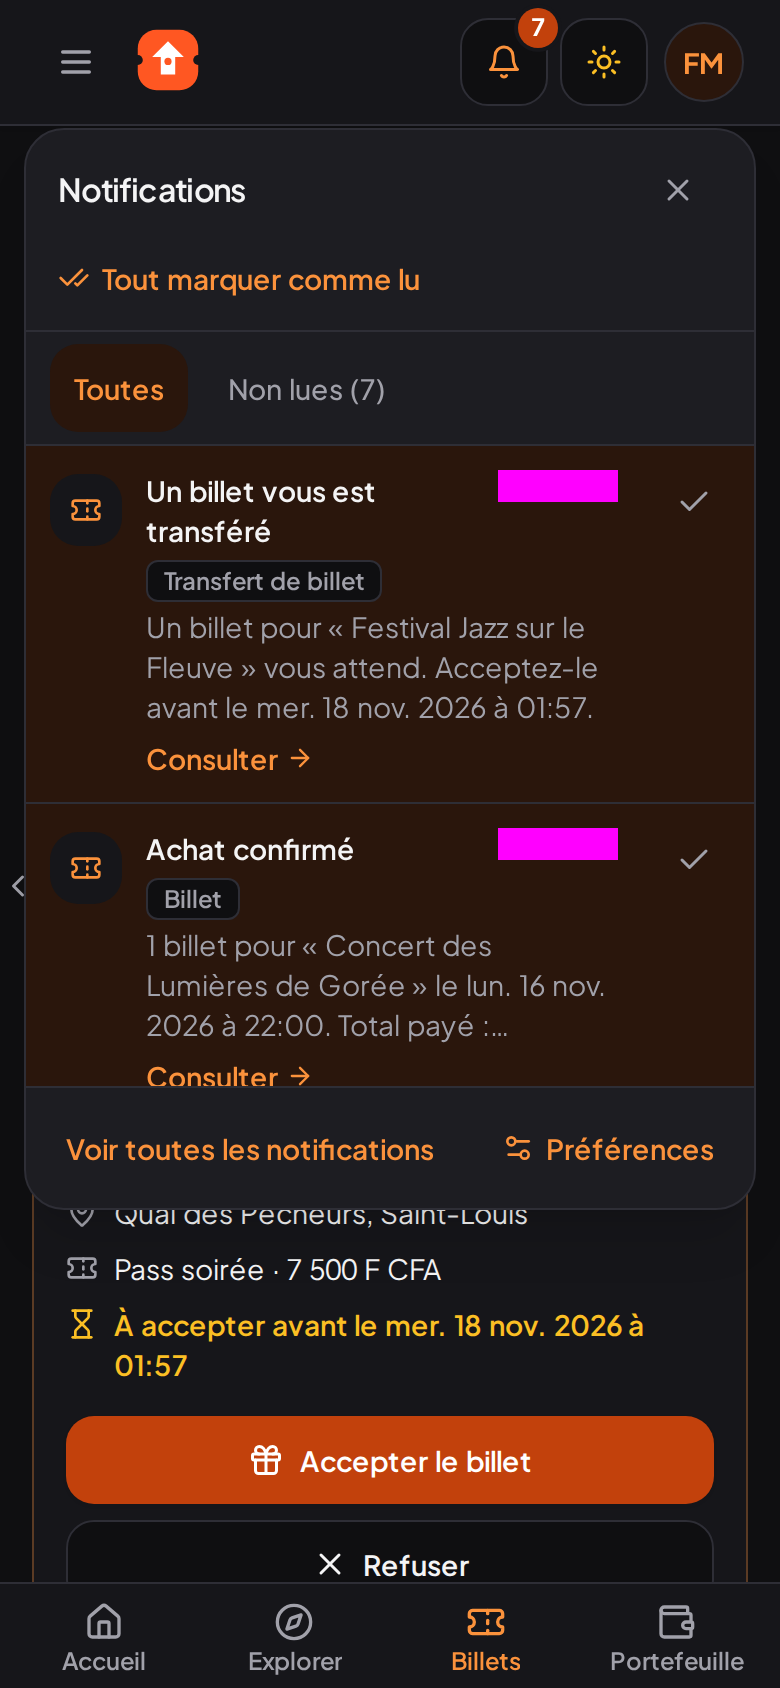 7
FM
Notifications
Tout marquer comme lu
Toutes
Non lues (7)
Un billet vous est
transféré
Transfert de billet
Un billet pour « Festival Jazz sur le
Fleuve » vous attend. Acceptez-le
avant le mer. 18 nov. 2026 à 01:57.
Consulter →
Achat confirmé
Billet
1 billet pour « Concert des
Lumières de Gorée » le lun. 16 nov.
2026 à 22:00. Total payé :…
Consulter →
Voir toutes les notifications
Préférences
Quai des Pêcheurs, Saint-Louis
Pass soirée · 7 500 F CFA
À accepter avant le mer. 18 nov. 2026 à
01:57
Accepter le billet
Refuser
Accueil
Explorer
Billets
Portefeuille